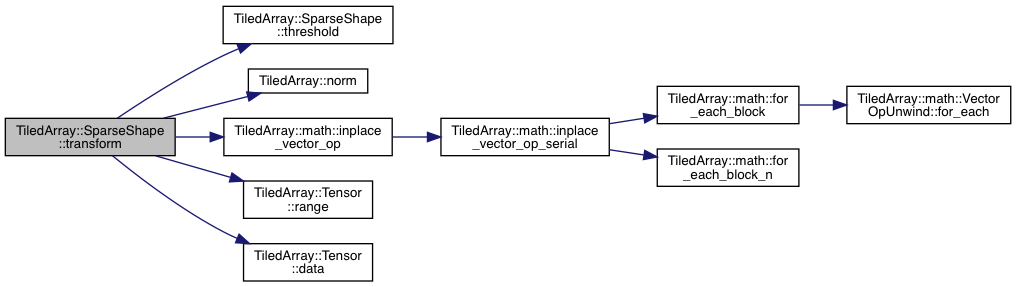 TiledArray::SparseShape
::transform
TiledArray::SparseShape
::threshold
TiledArray::norm
TiledArray::math::inplace
_vector_op
TiledArray::Tensor
::range
TiledArray::Tensor
::data
TiledArray::math::inplace
_vector_op_serial
TiledArray::math::for
_each_block
TiledArray::math::for
_each_block_n
TiledArray::math::Vector
OpUnwind::for_each